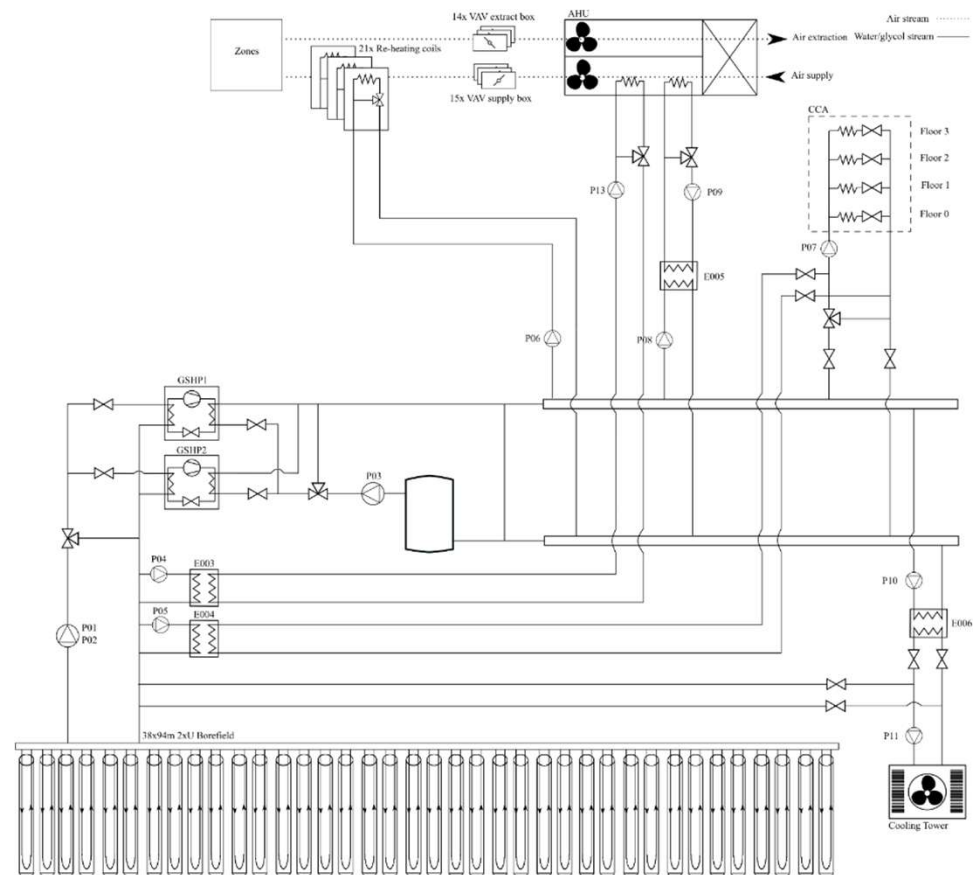 14x VAV extract box
AHU
Air stream
Air extraction
Water/glycol stream
Zones
21x Re-heating coils
15x VAV supply box
Air supply
CCA
Floor 3
Floor 2
Floor 1
Floor 0
P13
P09
P07
E005
P06
P08
GSHP1
GSHP2
P03
P04
E003
P10
P05
E004
P01
P02
E006
38x94m 2xU Borefield
P11
Cooling Tower